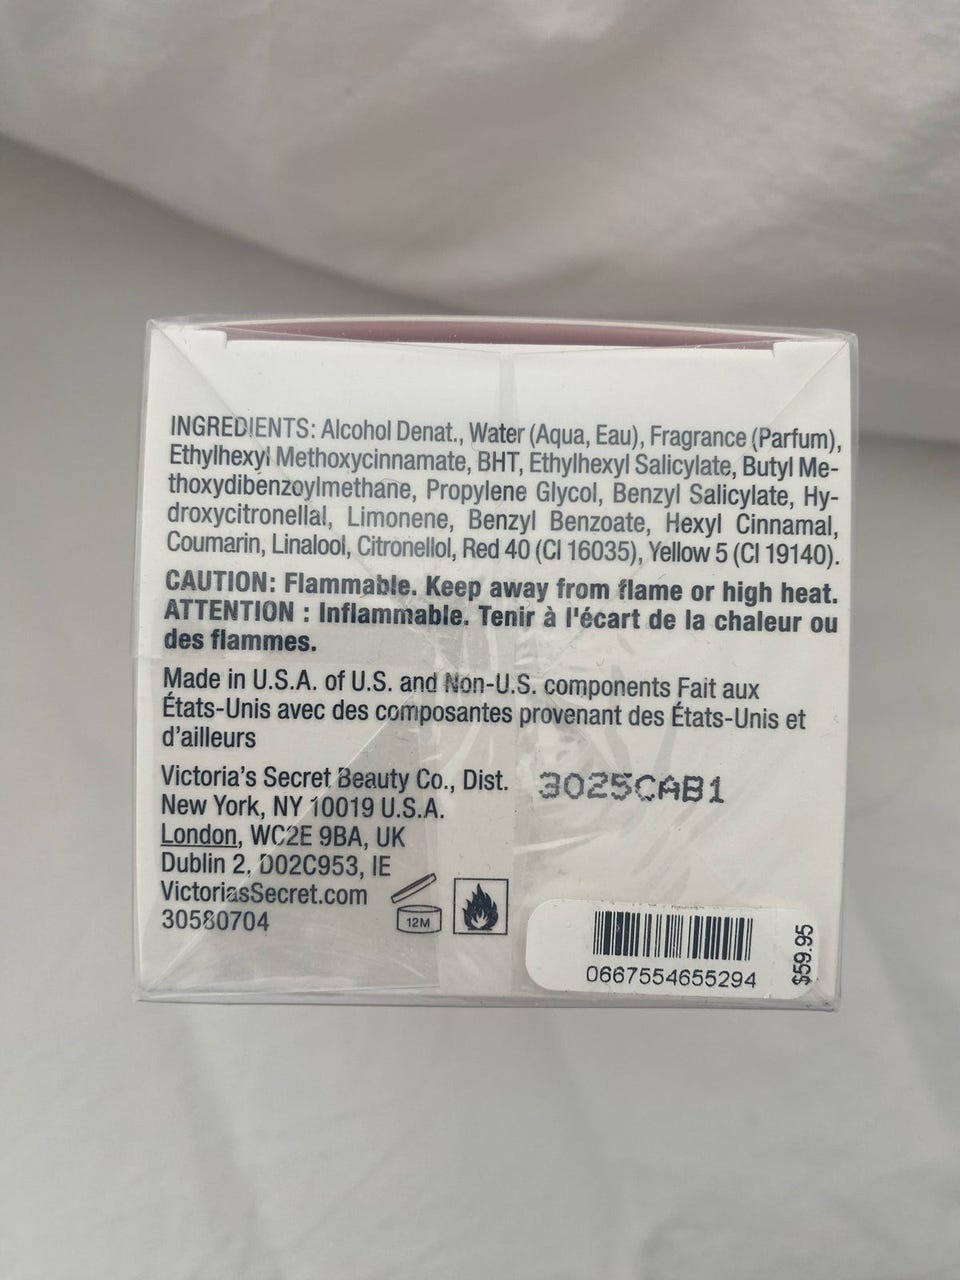 INGREDIENTS: Alcohol Denat., Water (Aqua, Eau), Fragrance (Parfum),
Ethylhexyl Methoxycinnamate, BHT, Ethylhexyl Salicylate, Butyl Me-
thoxydibenzoylmethane, Propylene Glycol, Benzyl Salicylate, Hy-
droxycitronellal, Limonene, Benzyl Benzoate, Hexyl Cinnamal,
Coumarin, Linalool, Citronellol, Red 40 (CI 16035), Yellow 5 (CI 19140).
CAUTION: Flammable. Keep away from flame or high heat.
ATTENTION : Inflammable. Tenir à l'écart de la chaleur ou
des flammes.
Made in U.S.A. of U.S. and Non-U.S. components Fait aux
États-Unis avec des composantes provenant des États-Unis et
d'ailleurs
Victoria's Secret Beauty Co., Dist.
New York, NY 10019 U.S.A.
London, WC2E 9BA, UK
Dublin 2, D02C953, IE
VictoriasSecret.com
30580704
12M
3025CAB1
0667554655294
$59.95